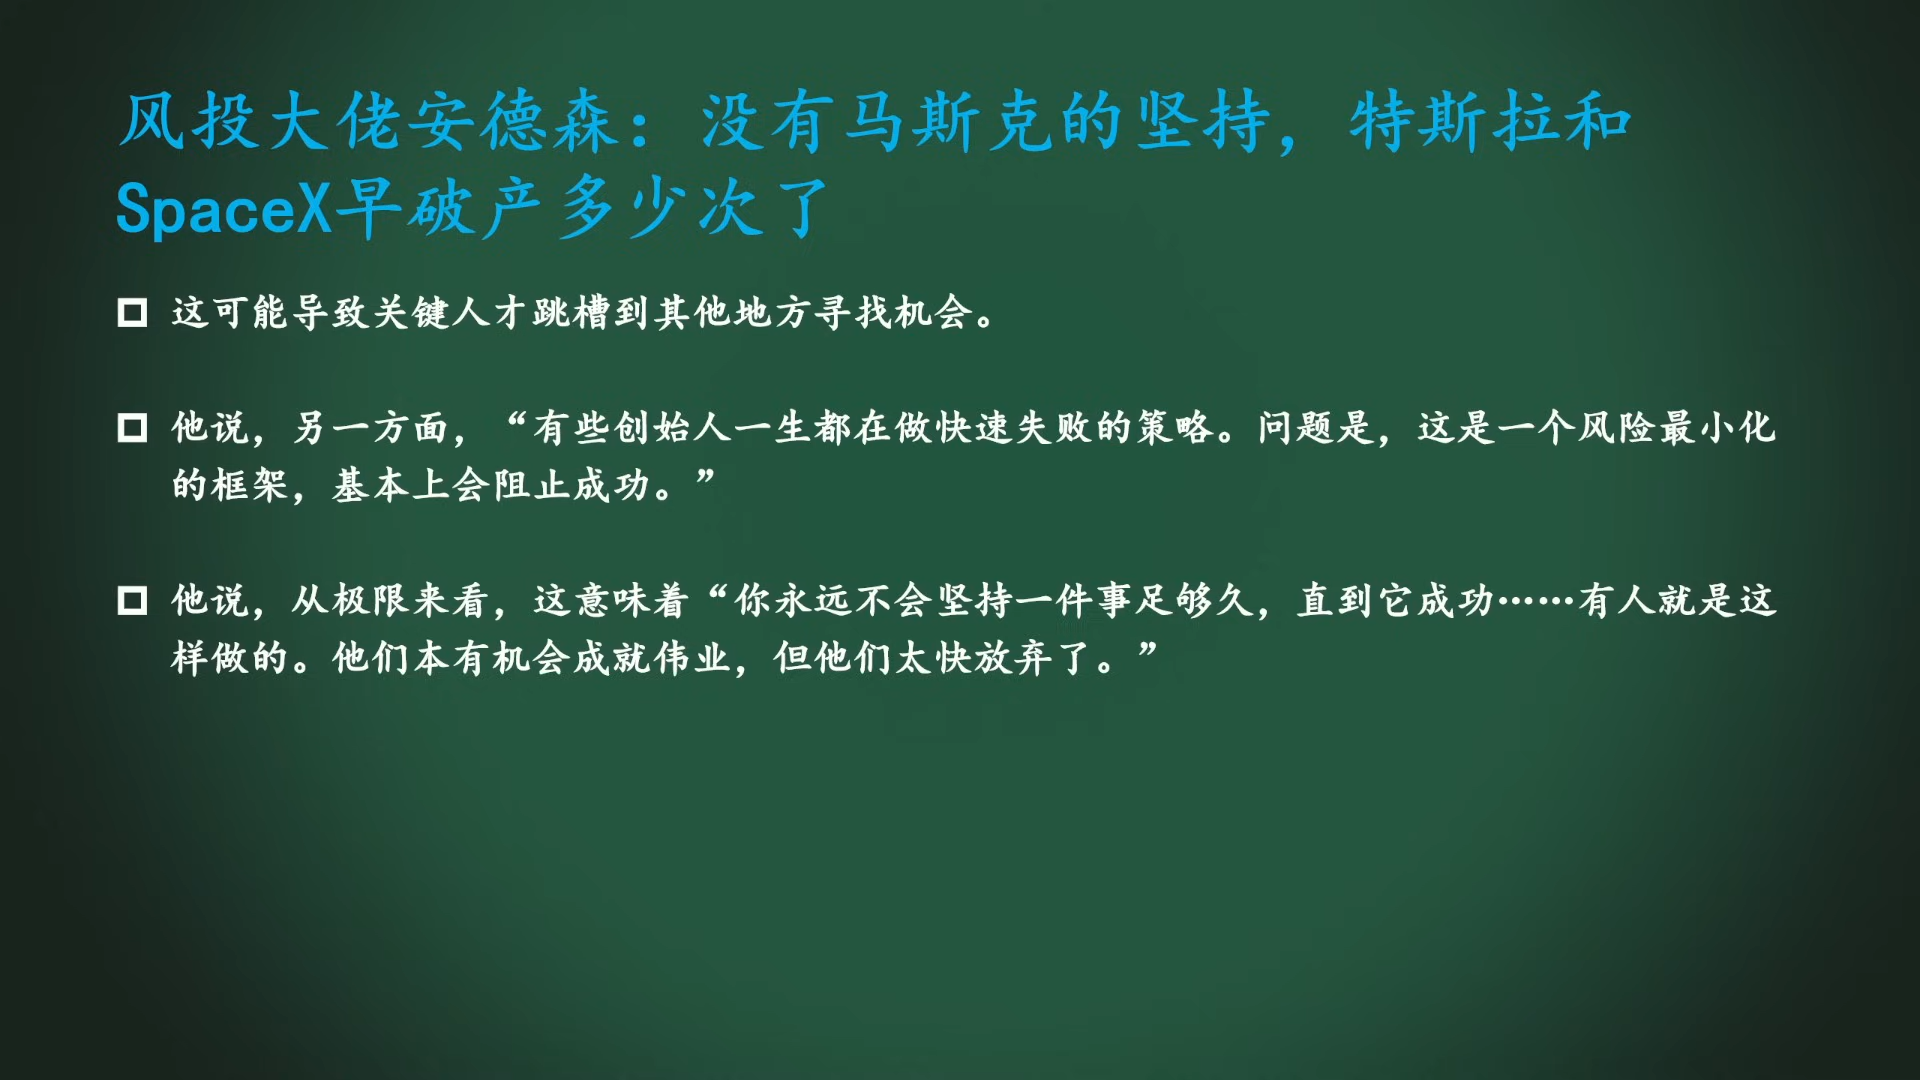 风投大佬安德森：没有马斯克的坚持，特斯拉和
SpaceX早破产多少次了
这可能导致关键人才跳槽到其他地方寻找机会。
他说，另一方面，“有些创始人一生都在做快速失败的策略。问题是，这是一个风险最小化
的框架，基本上会阻止成功。”
他说，从极限来看，这意味着“你永远不会坚持一件事足够久，直到它成功……有人就是这
样做的。他们本有机会成就伟业，但他们太快放弃了。”